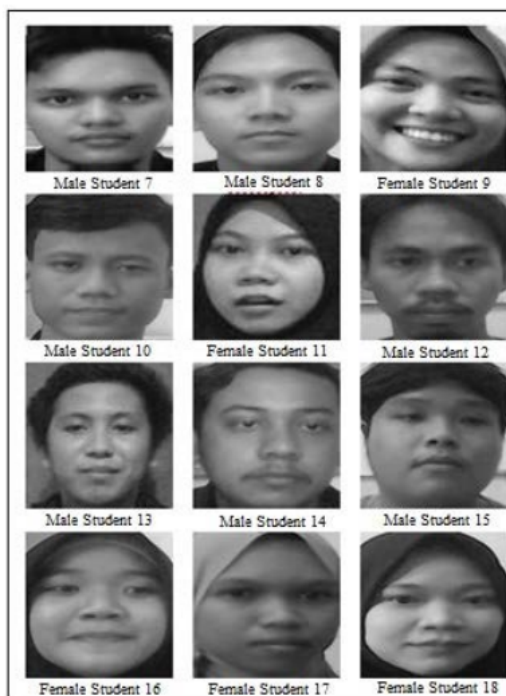 Male Student 7
Male Student 8
Female Student 9
Male Student 10
Female Student 11
Male Student 12
Male Student 13
Male Student 14
Male Student 15
Female Student 16
Female Student 17
Female Student 18